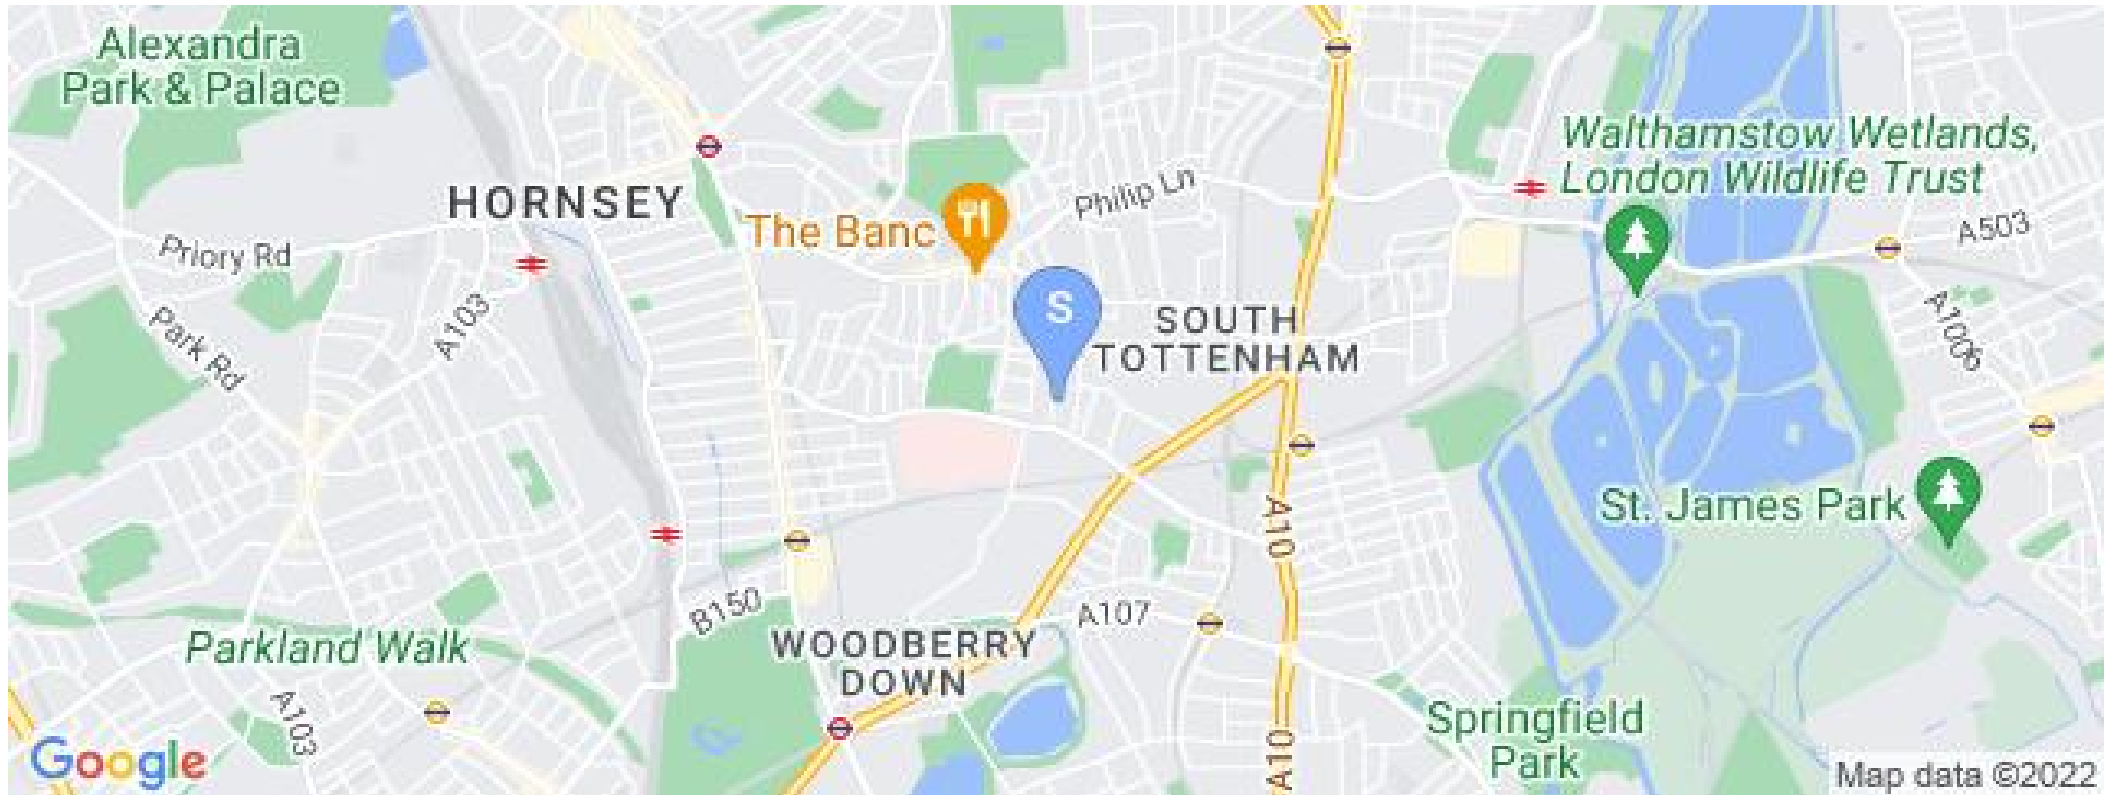 Alexandra
Park & Palace
Walthamstow Wetlands,
London Wildlife Trust
HORNSEY
Philip Ln
The Banc
A503
Priory Rd
S
A103
Park Rd
SOUTH
TOTTENHAM
A1006
St. James Park
A10
B150
A107
Parkland Walk
WOODBERRY
DOWN
A103
Springfield
Park
A10
Google
Map data ©2022